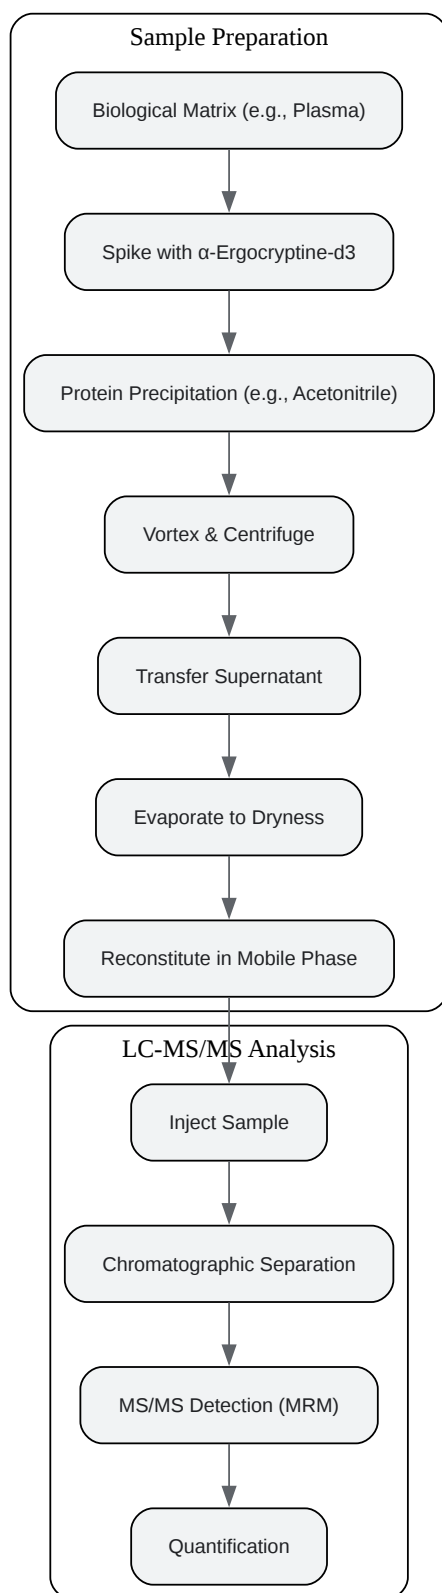 Sample Preparation
Biological Matrix (e.g., Plasma)
Spike with α-Ergocryptine-d3
Protein Precipitation (e.g., Acetonitrile)
Vortex & Centrifuge
Transfer Supernatant
Evaporate to Dryness
Reconstitute in Mobile Phase
LC-MS/MS Analysis
Inject Sample
Chromatographic Separation
MS/MS Detection (MRM)
Quantification